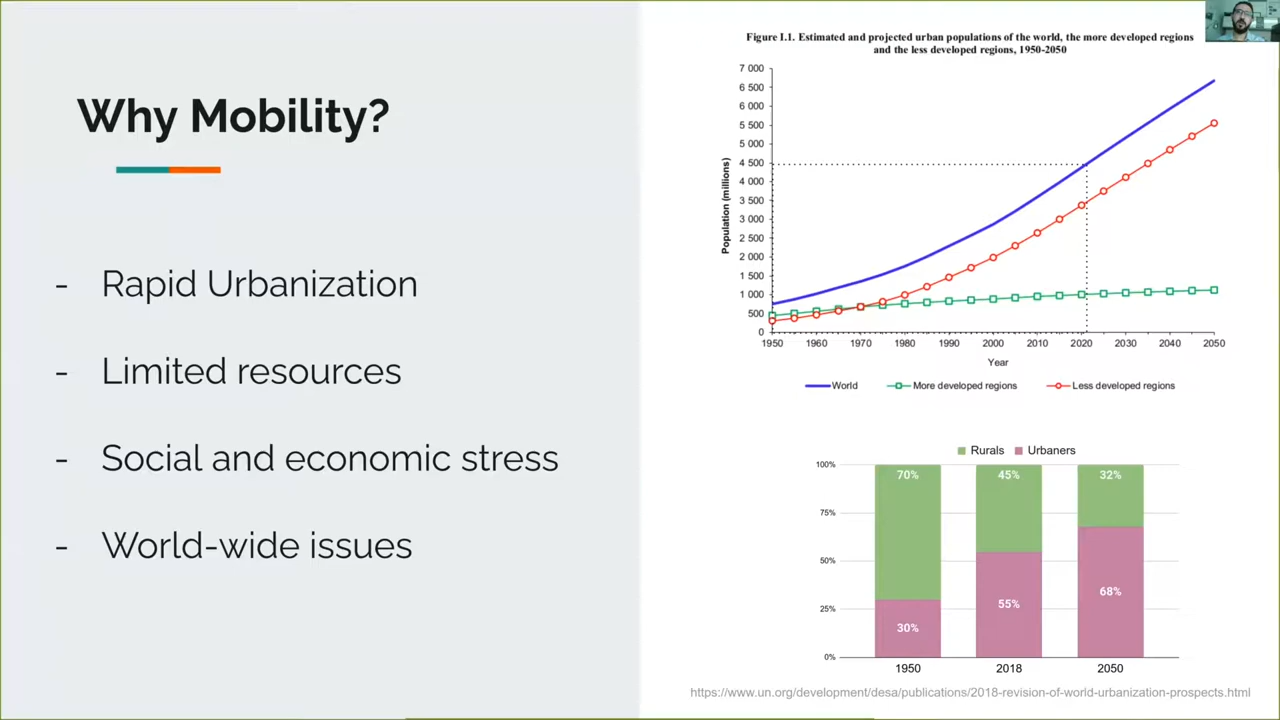 Why Mobility?
- Rapid Urbanization
- Limited resources
- Social and economic stress
- World-wide issues
Figure I.1. Estimated and projected urban populations of the world, the more developed regions
and the less developed regions, 1950-2050
Population (millions)
7 000
6 500
6 000
5 500
5 000
4 500
4 000
3 500
3 000
2 500
2 000
1 500
1 000
500
0
1950 1960 1970 1980 1990 2000 2010 2020 2030 2040 2050
Year
World More developed regions Less developed regions
Rurals Urbaners
100%
75%
50%
25%
0%
70% 45% 32%
30% 55% 68%
1950 2018 2050
https://www.un.org/development/desa/publications/2018-revision-of-world-urbanization-prospects.html